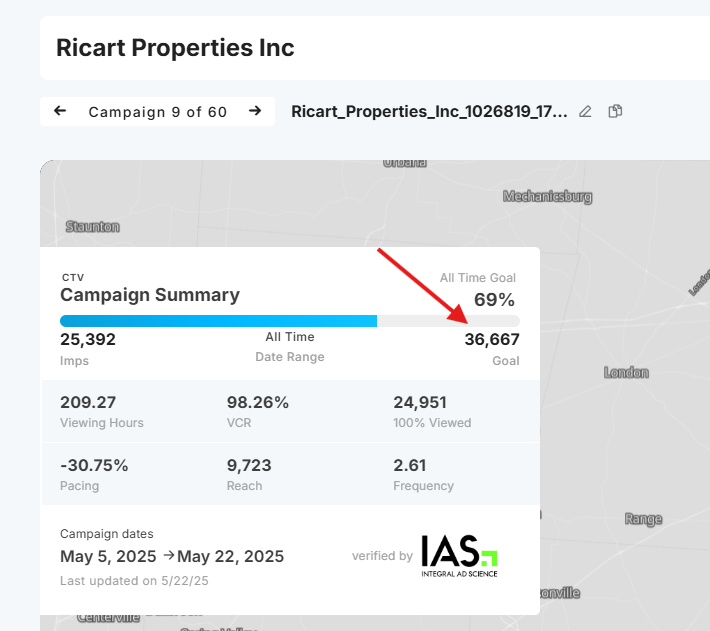 Ricart Properties Inc
← Campaign 9 of 60 →
Ricart_Properties_Inc_1026819_17...
Urbana
Mechanicsburg
Staunton
CTV
Campaign Summary
All Time Goal
69%
25,392
Imps
All Time
Date Range
36,667
Goal
London
209.27
Viewing Hours
98.26%
VCR
24,951
100% Viewed
-30.75%
Pacing
9,723
Reach
2.61
Frequency
Range
Campaign dates
May 5, 2025 → May 22, 2025
Last updated on 5/22/25
verified by
IAS
INTEGRAL AD SCIENCE
onville
Centerville